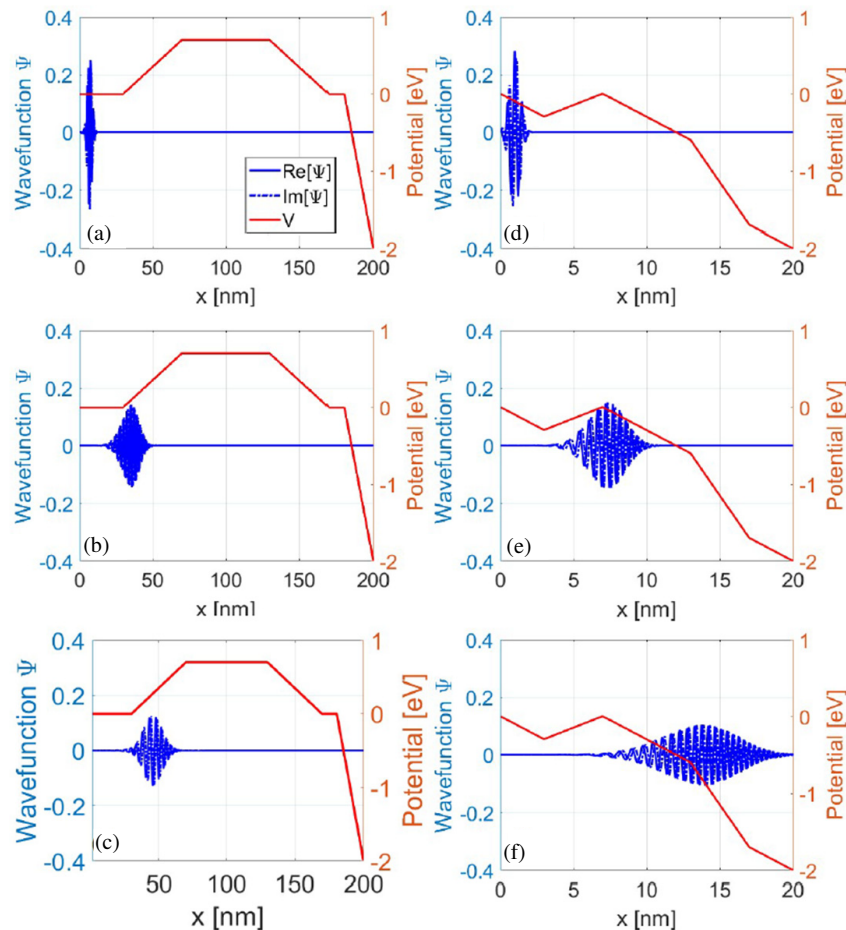 0.4
0.2
0
-0.2
-0.4
Wavefunction Ψ
1
0
-1
-2
Potential [eV]
Re[Ψ]
Im[Ψ]
V
(a)
0 50 100 150 200
x [nm]
0.4
0.2
0
-0.2
-0.4
Wavefunction Ψ
1
0
-1
-2
Potential [eV]
(d)
0 5 10 15 20
x [nm]
0.4
0.2
0
-0.2
-0.4
Wavefunction Ψ
1
0
-1
-2
Potential [eV]
(b)
0 50 100 150 200
x [nm]
0.4
0.2
0
-0.2
-0.4
Wavefunction Ψ
1
0
-1
-2
Potential [eV]
(e)
0 5 10 15 20
x [nm]
0.4
0.2
0
-0.2
-0.4
Wavefunction Ψ
1
0
-1
-2
Potential [eV]
(c)
50 100 150 200
x [nm]
0.4
0.2
0
-0.2
-0.4
Wavefunction Ψ
1
0
-1
-2
Potential [eV]
(f)
0 5 10 15 20
x [nm]